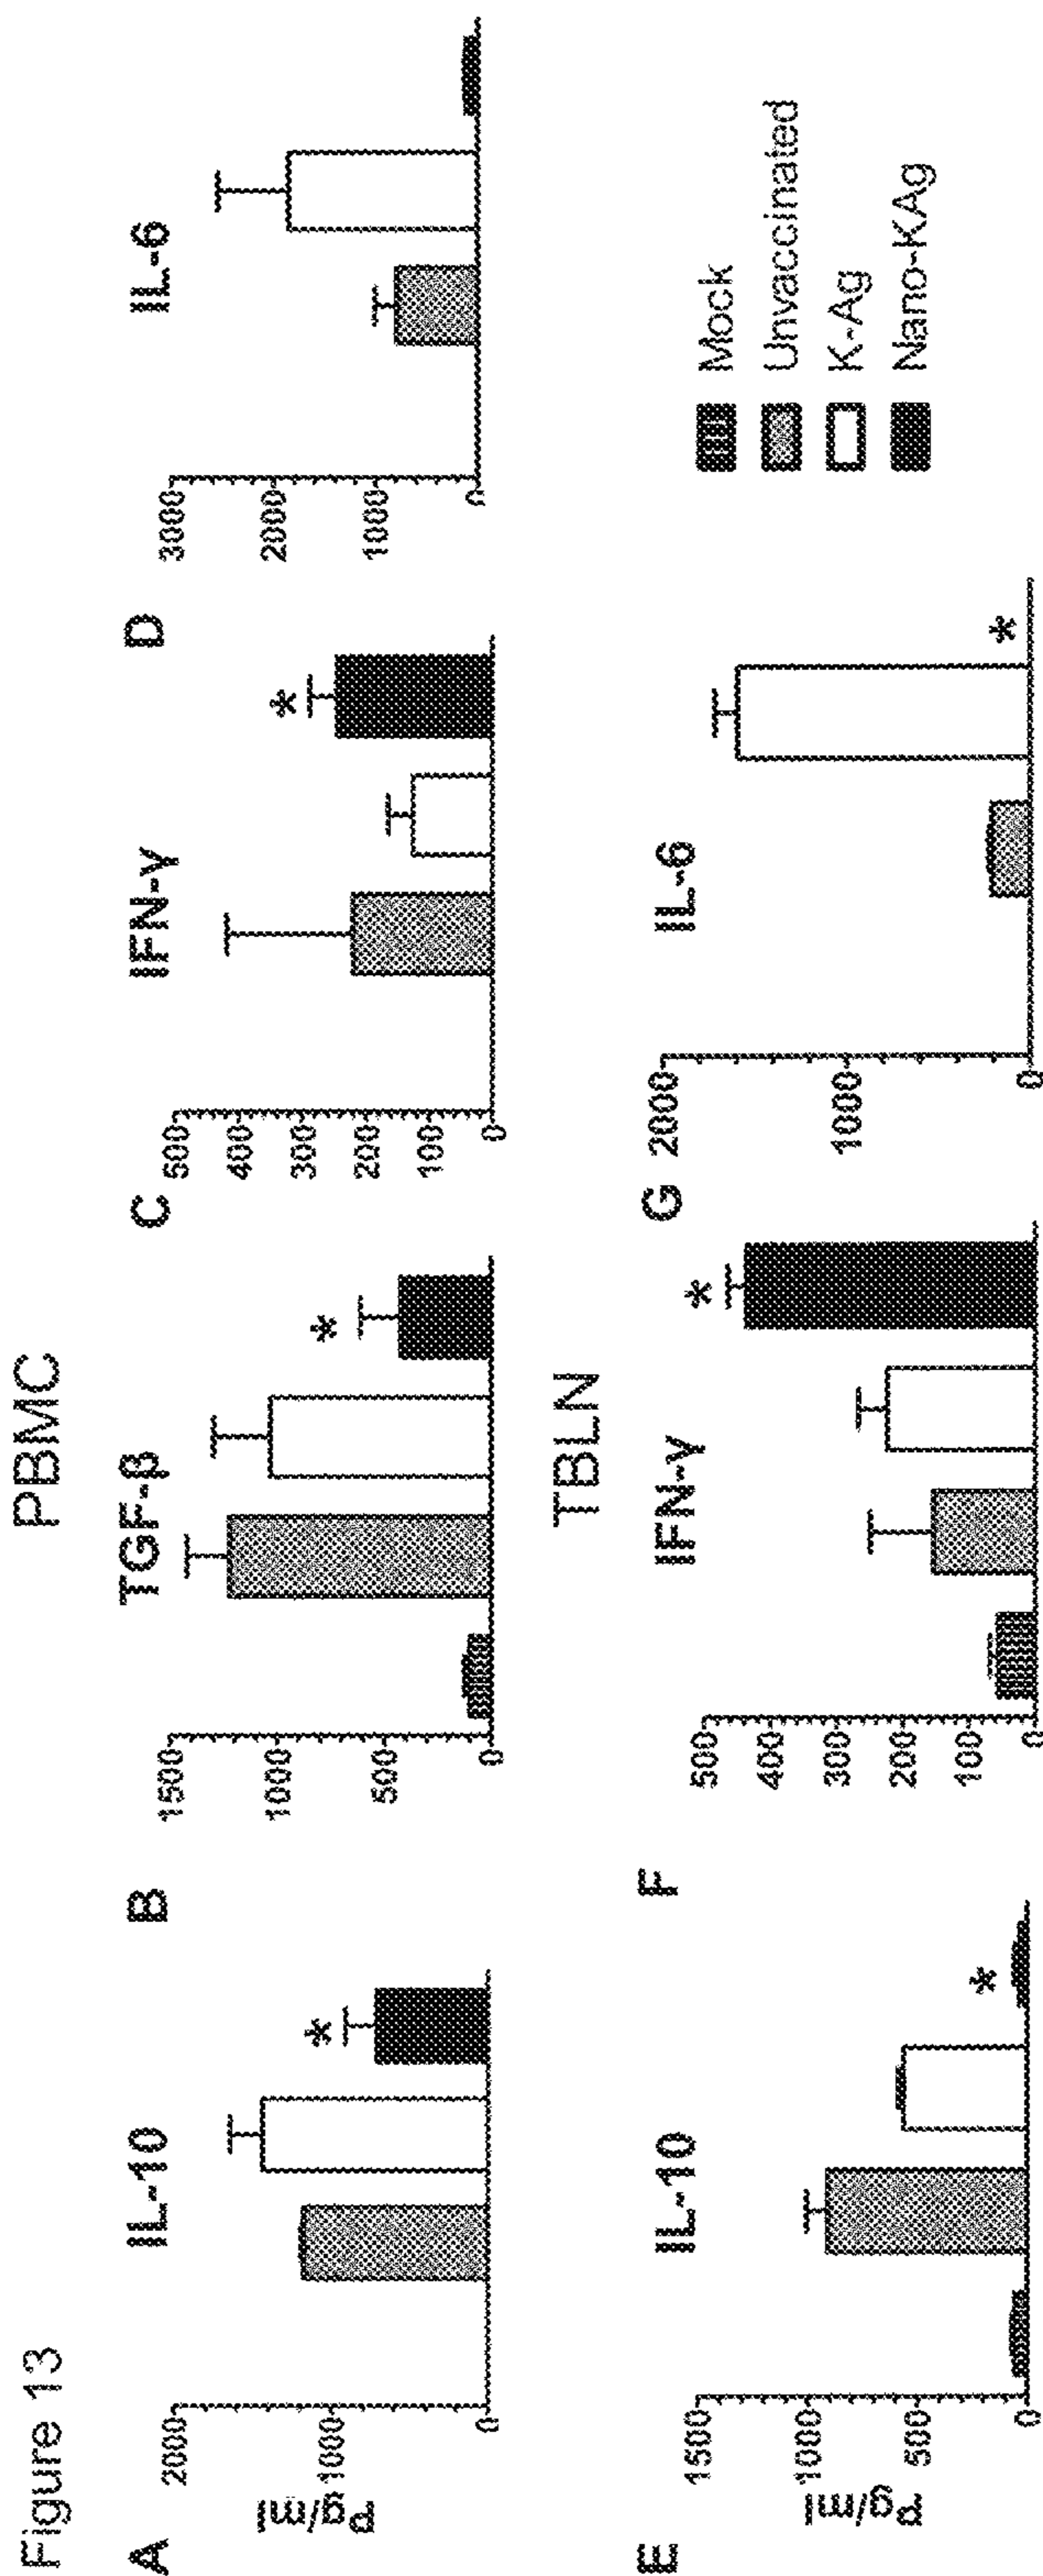 Figure 13
PBMC
A
IL-10
Pg/ml
2000
1000
0
*
B
TGF-β
1500
1000
500
0
*
C
IFN-γ
500
400
300
200
100
0
*
D
IL-6
3000
2000
1000
0
TBLN
E
IL-10
Pg/ml
1500
1000
500
0
*
F
IFN-γ
500
400
300
200
100
0
*
G
IL-6
2000
1000
0
*
Mock
Unvaccinated
K-Ag
Nano-KAg